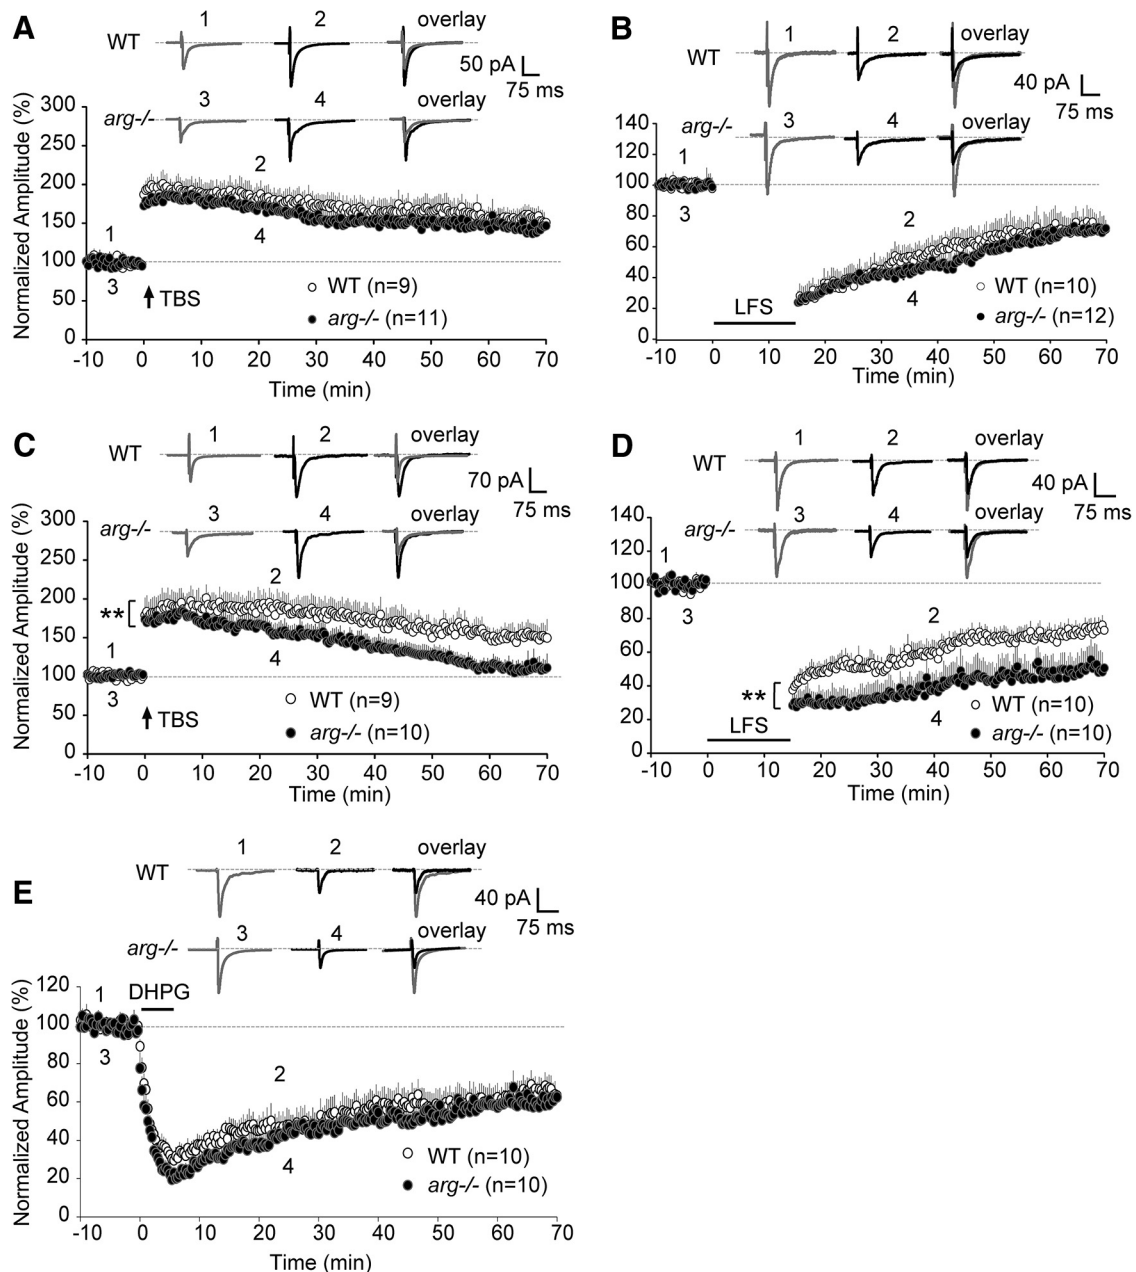 A
1 2 overlay
WT
50 pA
75 ms
3 4 overlay
arg-/-
Normalized Amplitude (%)
300
250
200
150
100
50
0
2
4
1
3
TBS
WT (n=9)
arg-/- (n=11)
-10 0 10 20 30 40 50 60 70
Time (min)
B
1 2 overlay
WT
40 pA
75 ms
3 4 overlay
arg-/-
140
120
100
80
60
40
20
0
1
3
2
4
LFS
WT (n=10)
arg-/- (n=12)
-10 0 10 20 30 40 50 60 70
Time (min)
C
1 2 overlay
WT
70 pA
75 ms
3 4 overlay
arg-/-
Normalized Amplitude (%)
300
250
200
150
100
50
0
2
4
**
1
3
TBS
WT (n=9)
arg-/- (n=10)
-10 0 10 20 30 40 50 60 70
Time (min)
D
1 2 overlay
WT
40 pA
75 ms
3 4 overlay
arg-/-
140
120
100
80
60
40
20
0
1
3
2
4
**
LFS
WT (n=10)
arg-/- (n=10)
-10 0 10 20 30 40 50 60 70
Time (min)
E
1 2 overlay
WT
40 pA
75 ms
3 4 overlay
arg-/-
Normalized Amplitude (%)
120
100
80
60
40
20
0
1
3
DHPG
2
4
WT (n=10)
arg-/- (n=10)
-10 0 10 20 30 40 50 60 70
Time (min)